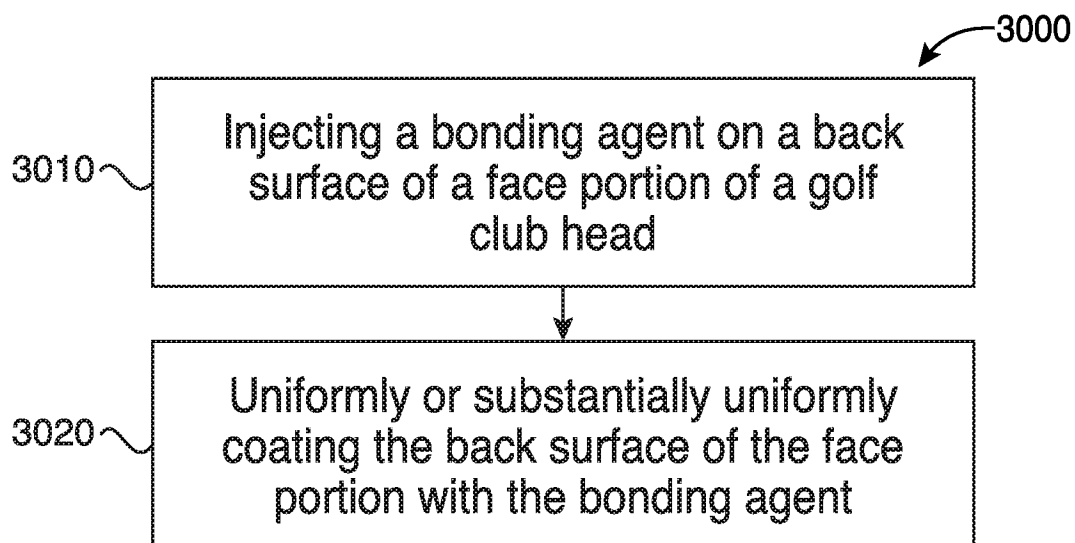 3000
3010
Injecting a bonding agent on a back
surface of a face portion of a golf
club head
3020
Uniformly or substantially uniformly
coating the back surface of the face
portion with the bonding agent